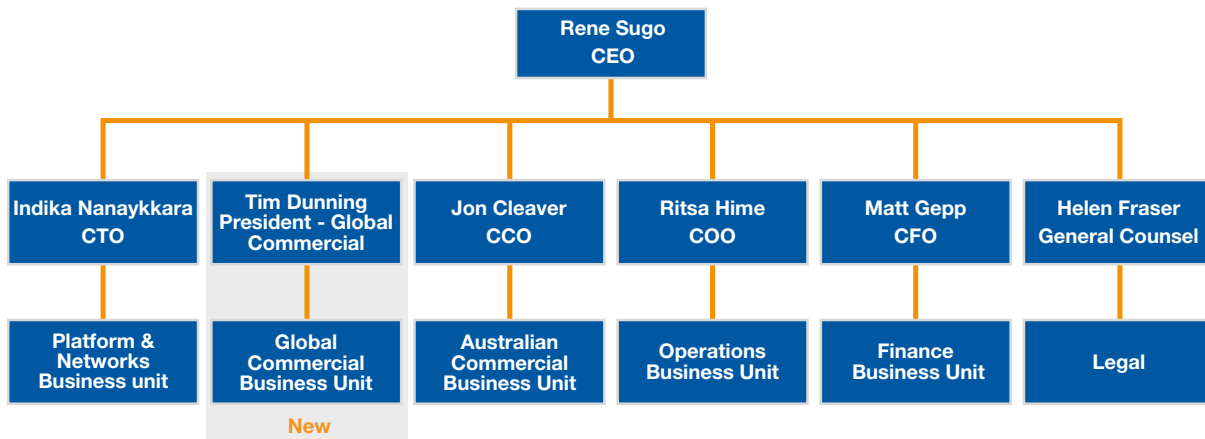 Rene Sugo
CEO
Indika Nanaykkara
CTO
Tim Dunning
President - Global
Commercial
Jon Cleaver
CCO
Ritsa Hime
COO
Matt Gepp
CFO
Helen Fraser
General Counsel
Platform &
Networks
Business unit
Global
Commercial
Business Unit
Australian
Commercial
Business Unit
Operations
Business Unit
Finance
Business Unit
Legal
New